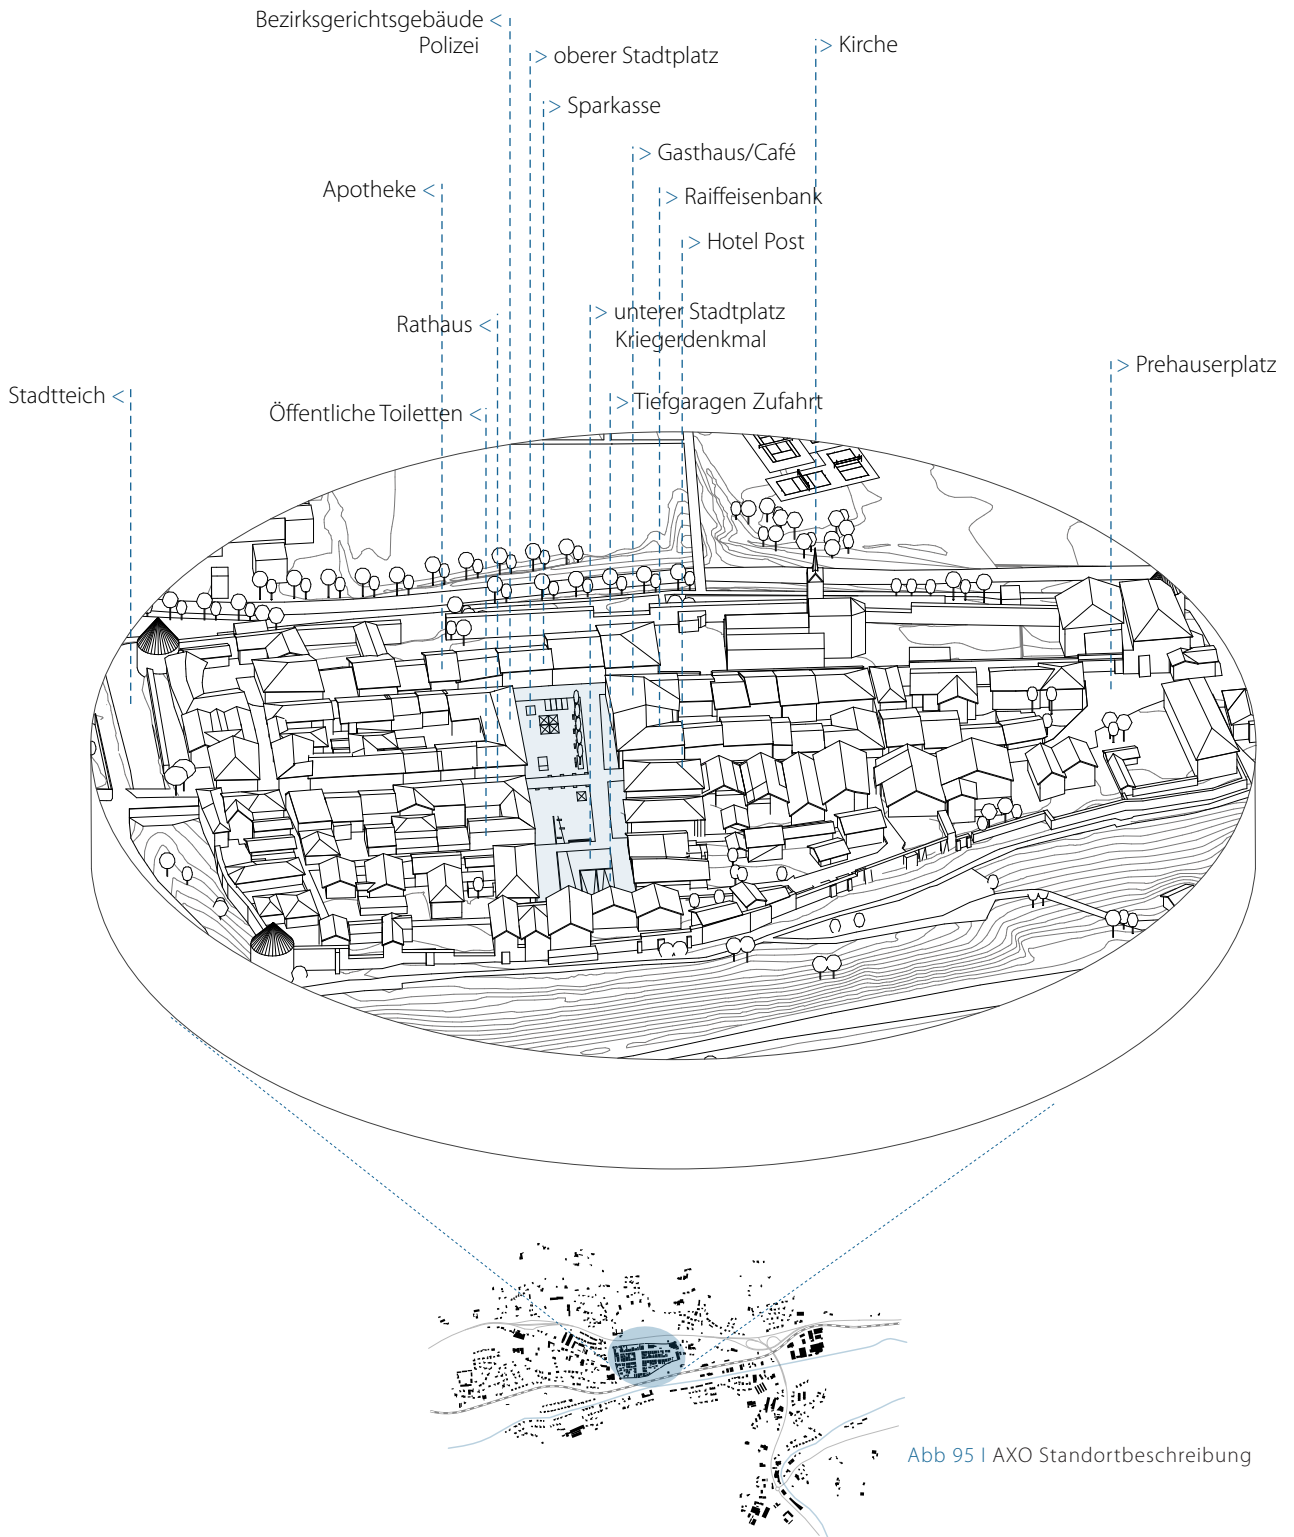 Bezirksgerichtsgebäude <
Polizei
> oberer Stadtplatz
> Kirche
> Sparkasse
> Gasthaus/Café
Apotheke <
> Raiffeisenbank
> Hotel Post
> unterer Stadtplatz
Kriegerdenkmal
Rathaus <
> Prehauserplatz
Stadtteich <
> Tiefgaragen Zufahrt
Öffentliche Toiletten <
Abb 95 I AXO Standortbeschreibung